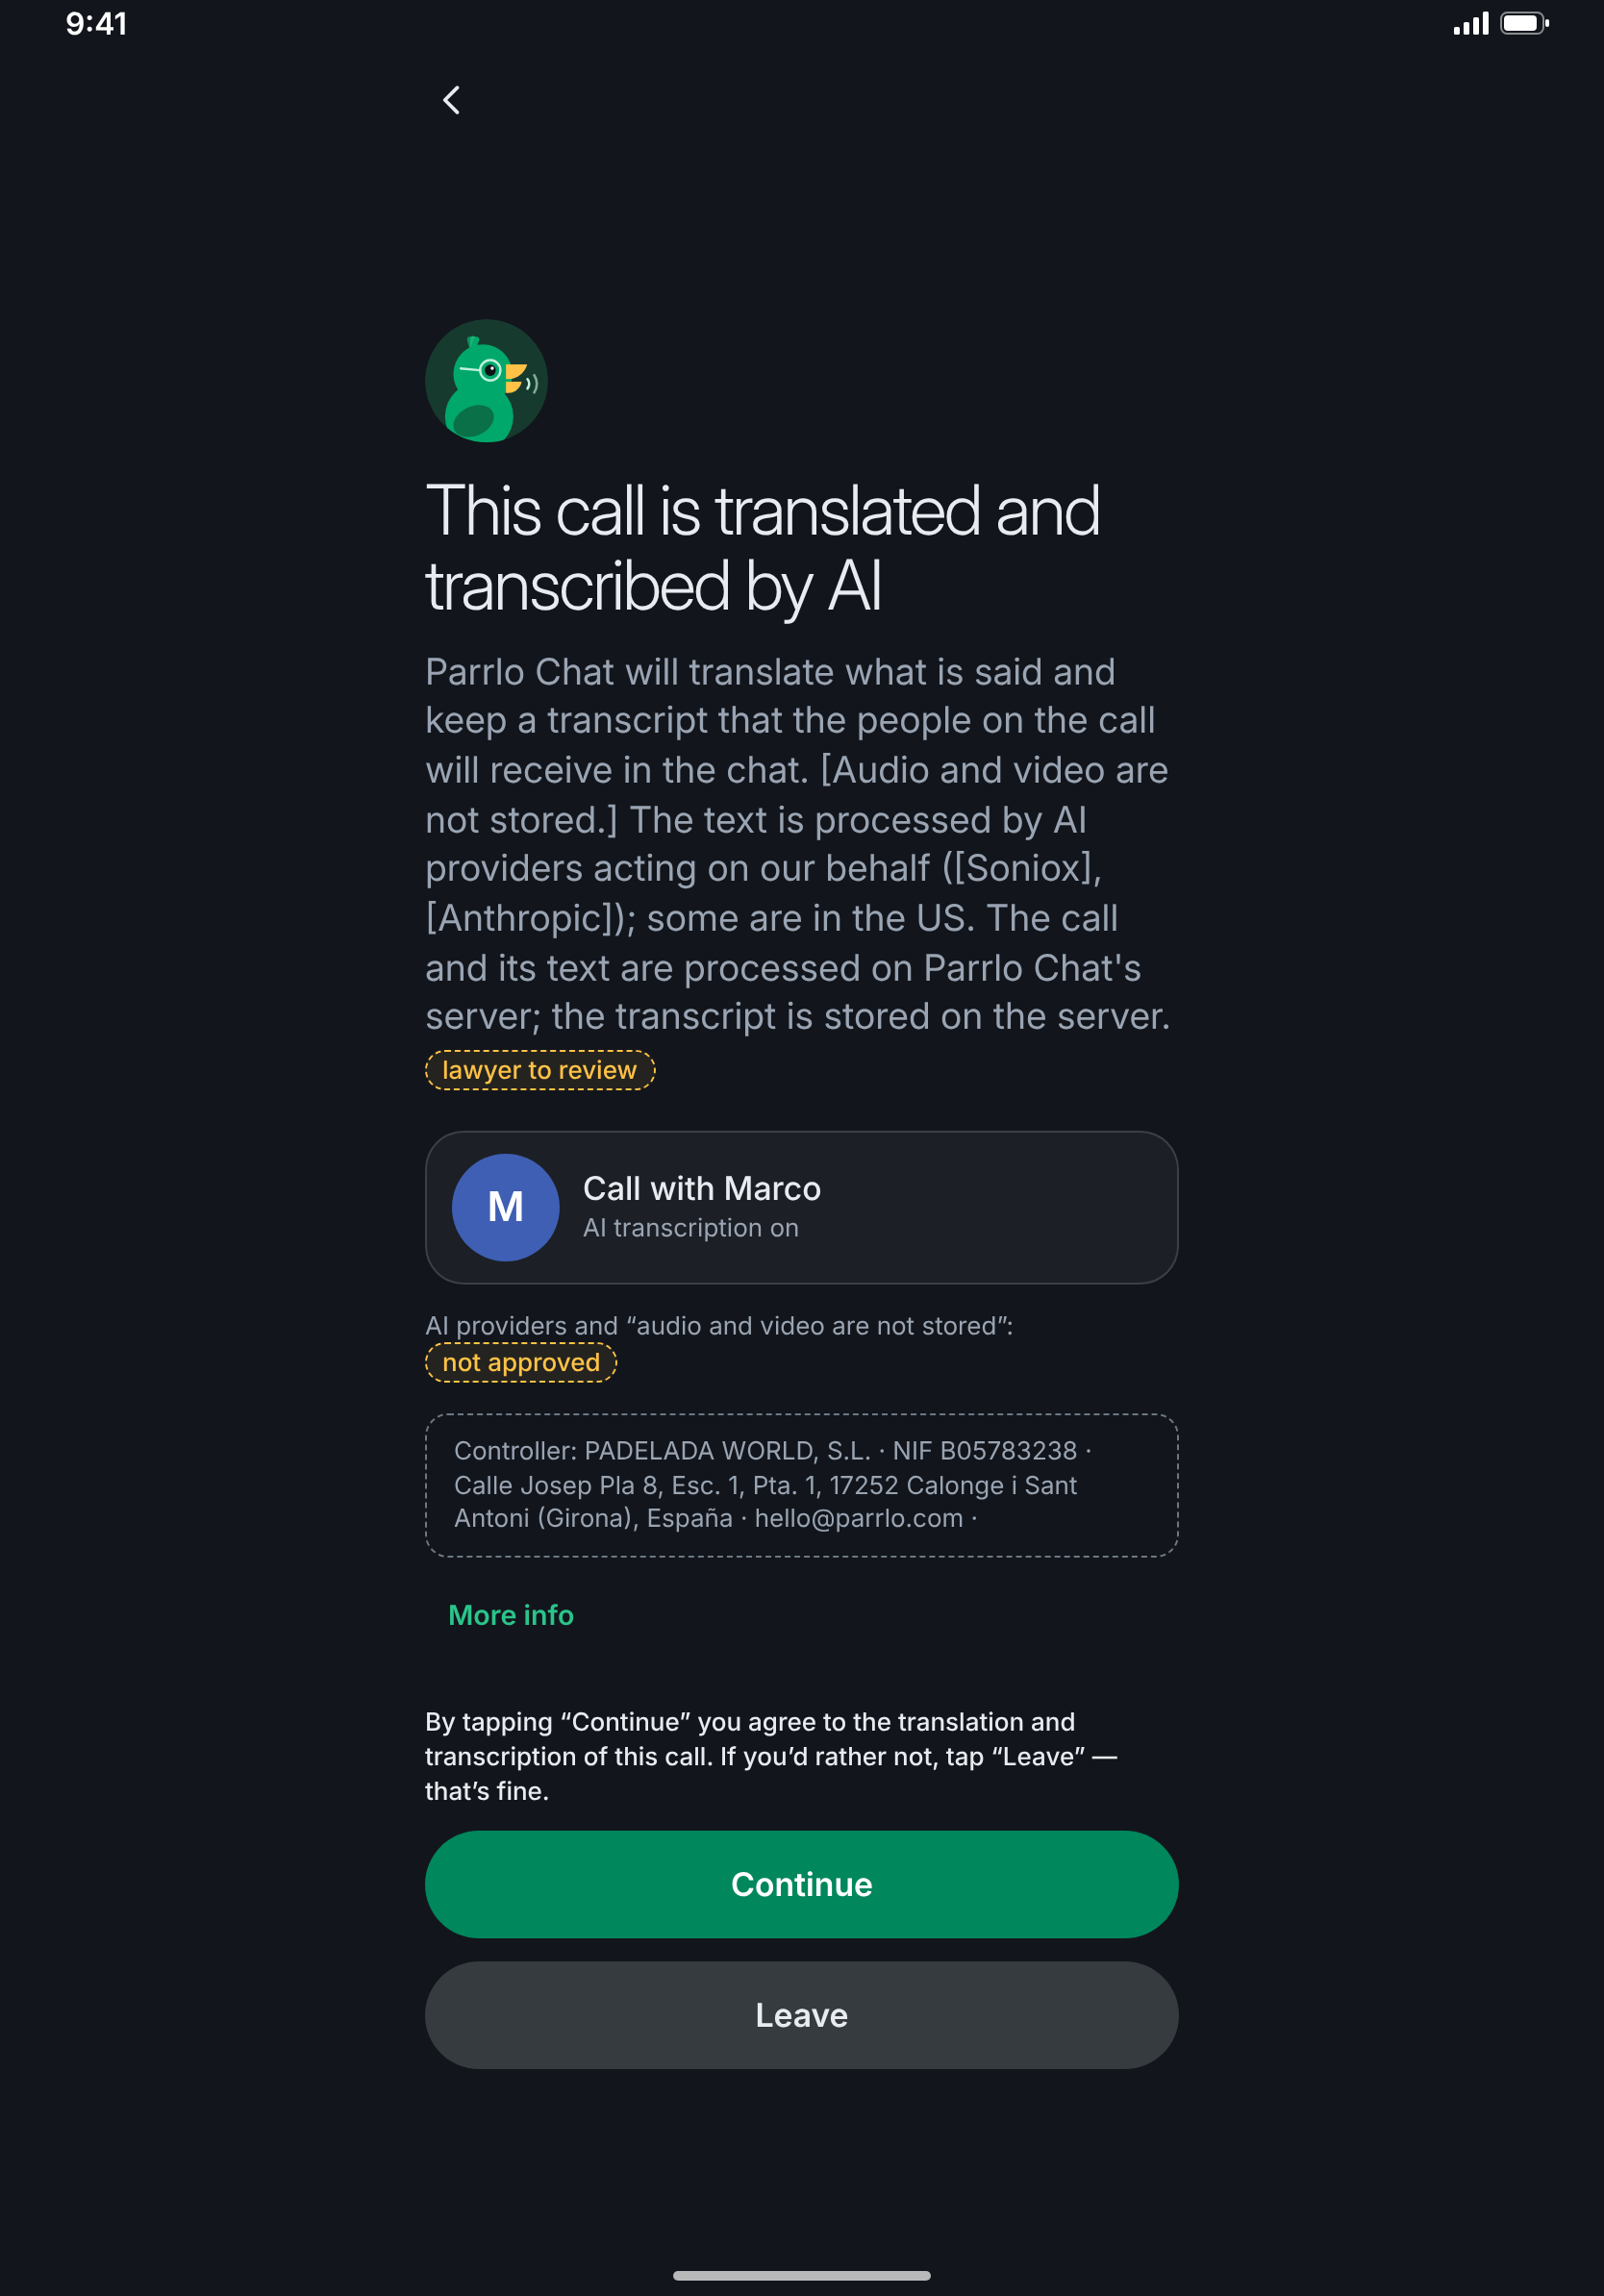 9:41
This call is translated and
transcribed by AI
Parrlo Chat will translate what is said and
keep a transcript that the people on the call
will receive in the chat. [Audio and video are
not stored.] The text is processed by AI
providers acting on our behalf ([Soniox],
[Anthropic]); some are in the US. The call
and its text are processed on Parrlo Chat's
server; the transcript is stored on the server.
lawyer to review
M
Call with Marco
AI transcription on
AI providers and “audio and video are not stored”:
not approved
Controller: PADELADA WORLD, S.L. · NIF B05783238 ·
Calle Josep Pla 8, Esc. 1, Pta. 1, 17252 Calonge i Sant
Antoni (Girona), España · hello@parrlo.com ·
More info
By tapping “Continue” you agree to the translation and
transcription of this call. If you’d rather not, tap “Leave” —
that’s fine.
Continue
Leave